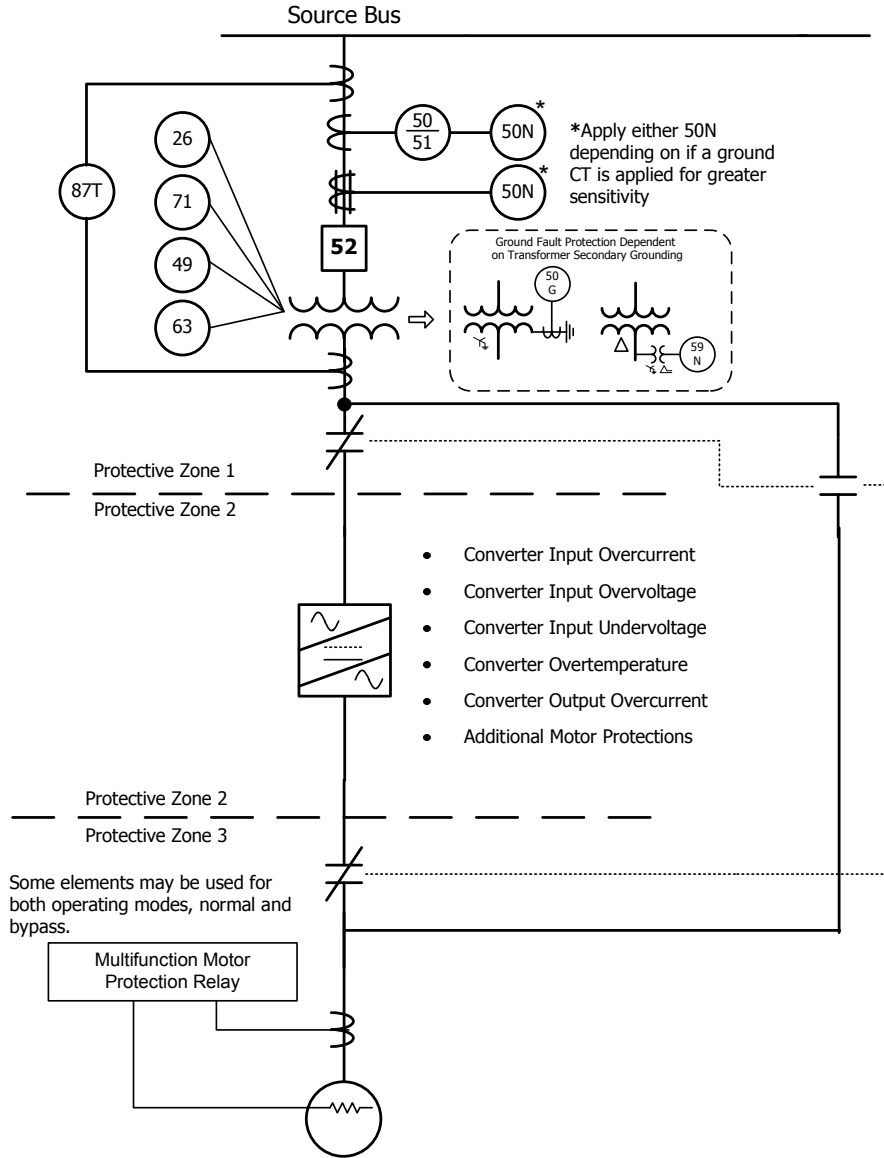 Source Bus
50
51
50N
*
*Apply either 50N
depending on if a ground
CT is applied for greater
sensitivity
50N
*
26
71
49
63
87T
52
Ground Fault Protection Dependent
on Transformer Secondary Grounding
50
G
59
N
Protective Zone 1
Protective Zone 2
• Converter Input Overcurrent
• Converter Input Overvoltage
• Converter Input Undervoltage
• Converter Overtemperature
• Converter Output Overcurrent
• Additional Motor Protections
Protective Zone 2
Protective Zone 3
Some elements may be used for
both operating modes, normal and
bypass.
Multifunction Motor
Protection Relay